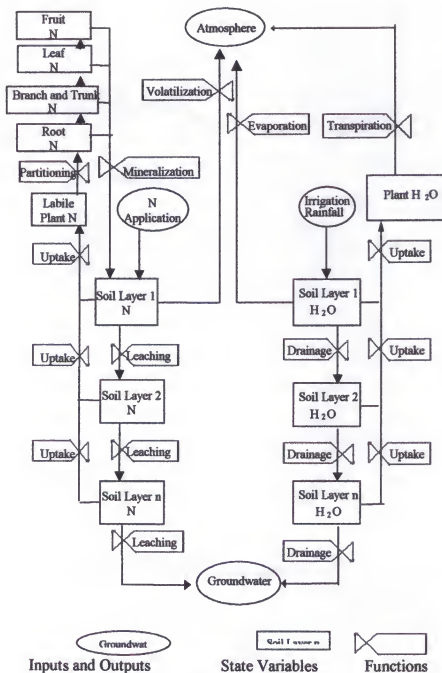 Fruit
N
Leaf
N
Branch and Trunk
N
Root
N
Partitioning
Labile
Plant N
Uptake
Uptake
Uptake
Mineralization
N
Application
Soil Layer 1
N
Leaching
Soil Layer 2
N
Leaching
Soil Layer n
N
Leaching
Atmosphere
Volatilization
Evaporation
Transpiration
Irrigation
Rainfall
Plant H₂O
Uptake
Soil Layer 1
H₂O
Drainage
Uptake
Soil Layer 2
H₂O
Drainage
Uptake
Soil Layer n
H₂O
Drainage
Groundwater
Groundwat
Soil Layer n
Inputs and Outputs
State Variables
Functions